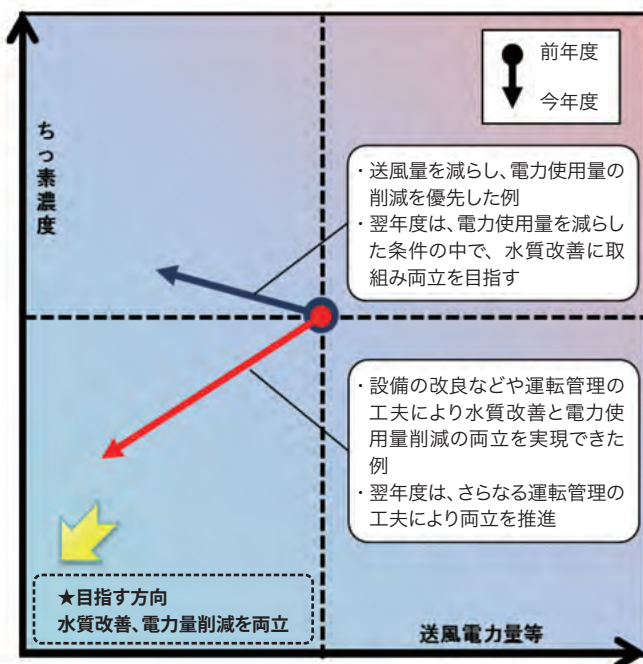 前年度
今年度
ちっ素濃度
・送風量を減らし、電力使用量の
削減を優先した例
・翌年度は、電力使用量を減らし
た条件の中で、水質改善に取
組み両立を目指す
・設備の改良などや運転管理の
工夫により水質改善と電力使
用量削減の両立を実現できた
例
・翌年度は、さらなる運転管理の
工夫により両立を推進
★目指す方向
水質改善、電力量削減を両立
送風電力量等